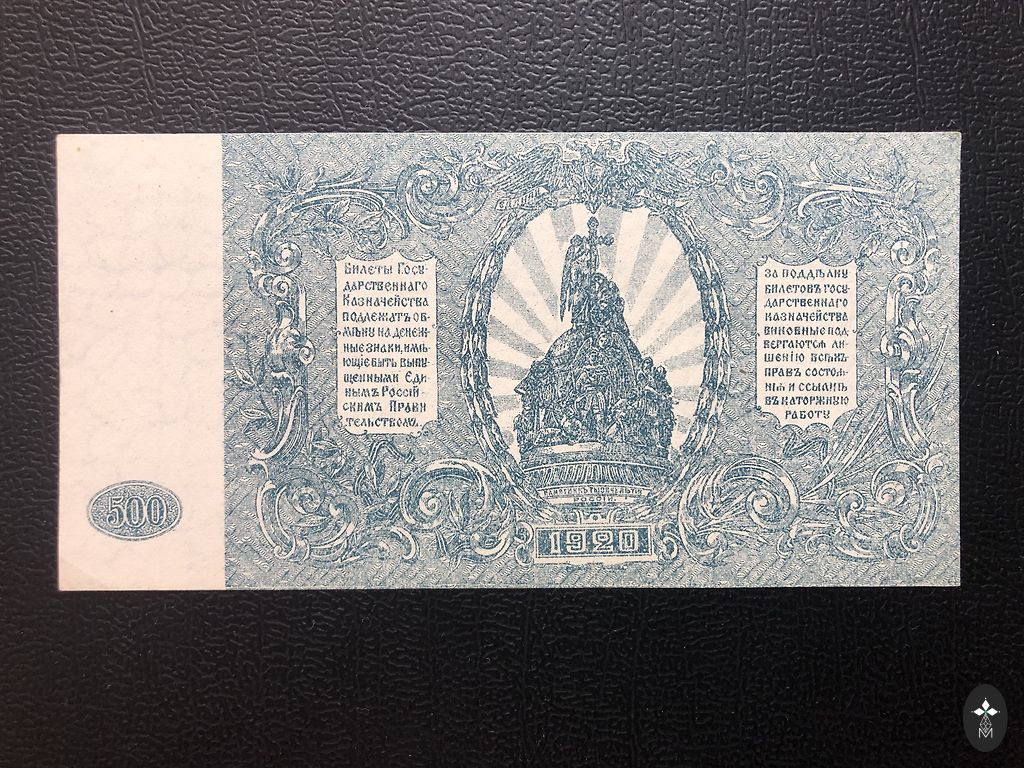 Билеты Госу-
дарственнаго
Казначейства
подлежатъ об-
мѣну на денеж-
ные знаки, имѣ-
ющіе быть выпу-
щенными Еди-
нымъ Россій-
скимъ Прави-
тельствомъ.
за поддѣлку
билетовъ госу-
дарственнаго
казначейства
виновные под-
вергаются ли-
шенію всѣхъ
правъ состоя-
нія и ссылкѣ
въ каторжную
работу
РОССІИ
500
1920
М